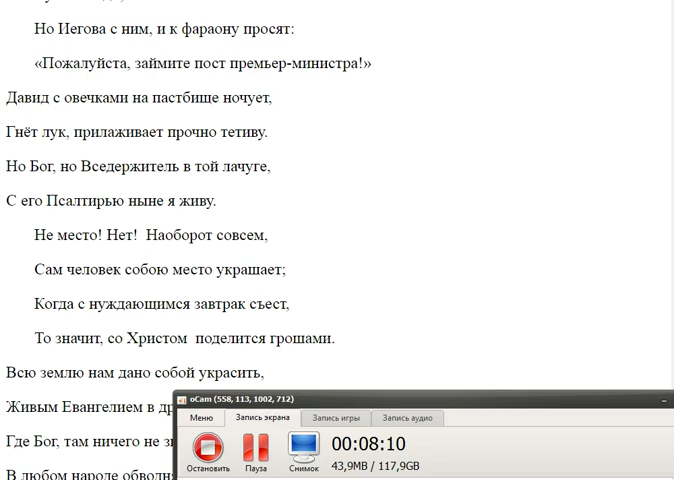 Но Иегова с ним, и к фараону просят:
«Пожалуйста, займите пост премьер-министра!»
Давид с овечками на пастбище ночует,
Гнёт лук, прилаживает прочно тетиву.
Но Бог, но Вседержитель в той лачуге,
С его Псалтирью ныне я живу.
Не место! Нет! Наоборот совсем,
Сам человек собою место украшает;
Когда с нуждающимся завтрак съест,
То значит, со Христом поделится грошами.
Всю землю нам дано собой украсить,
Живым Евангелием в
Где Бог, там ничего не
В любом народе
oCam (558, 113, 1002, 712)
Меню Запись экрана Запись игры Запись аудио
00:08:10
43,9MB / 117,9GB
Остановить Пауза Снимок